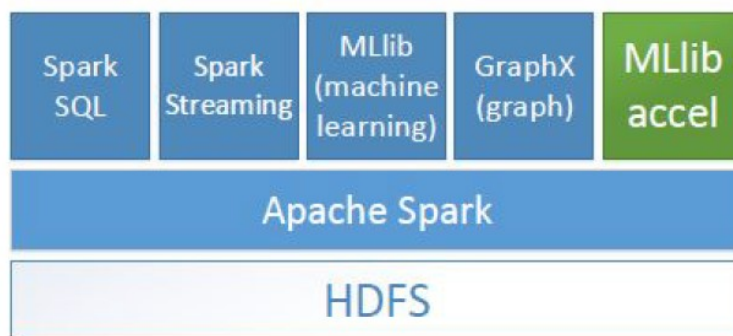 Spark
SQL
Spark
Streaming
MLlib
(machine
learning)
GraphX
(graph)
MLlib
accel
Apache Spark
HDFS